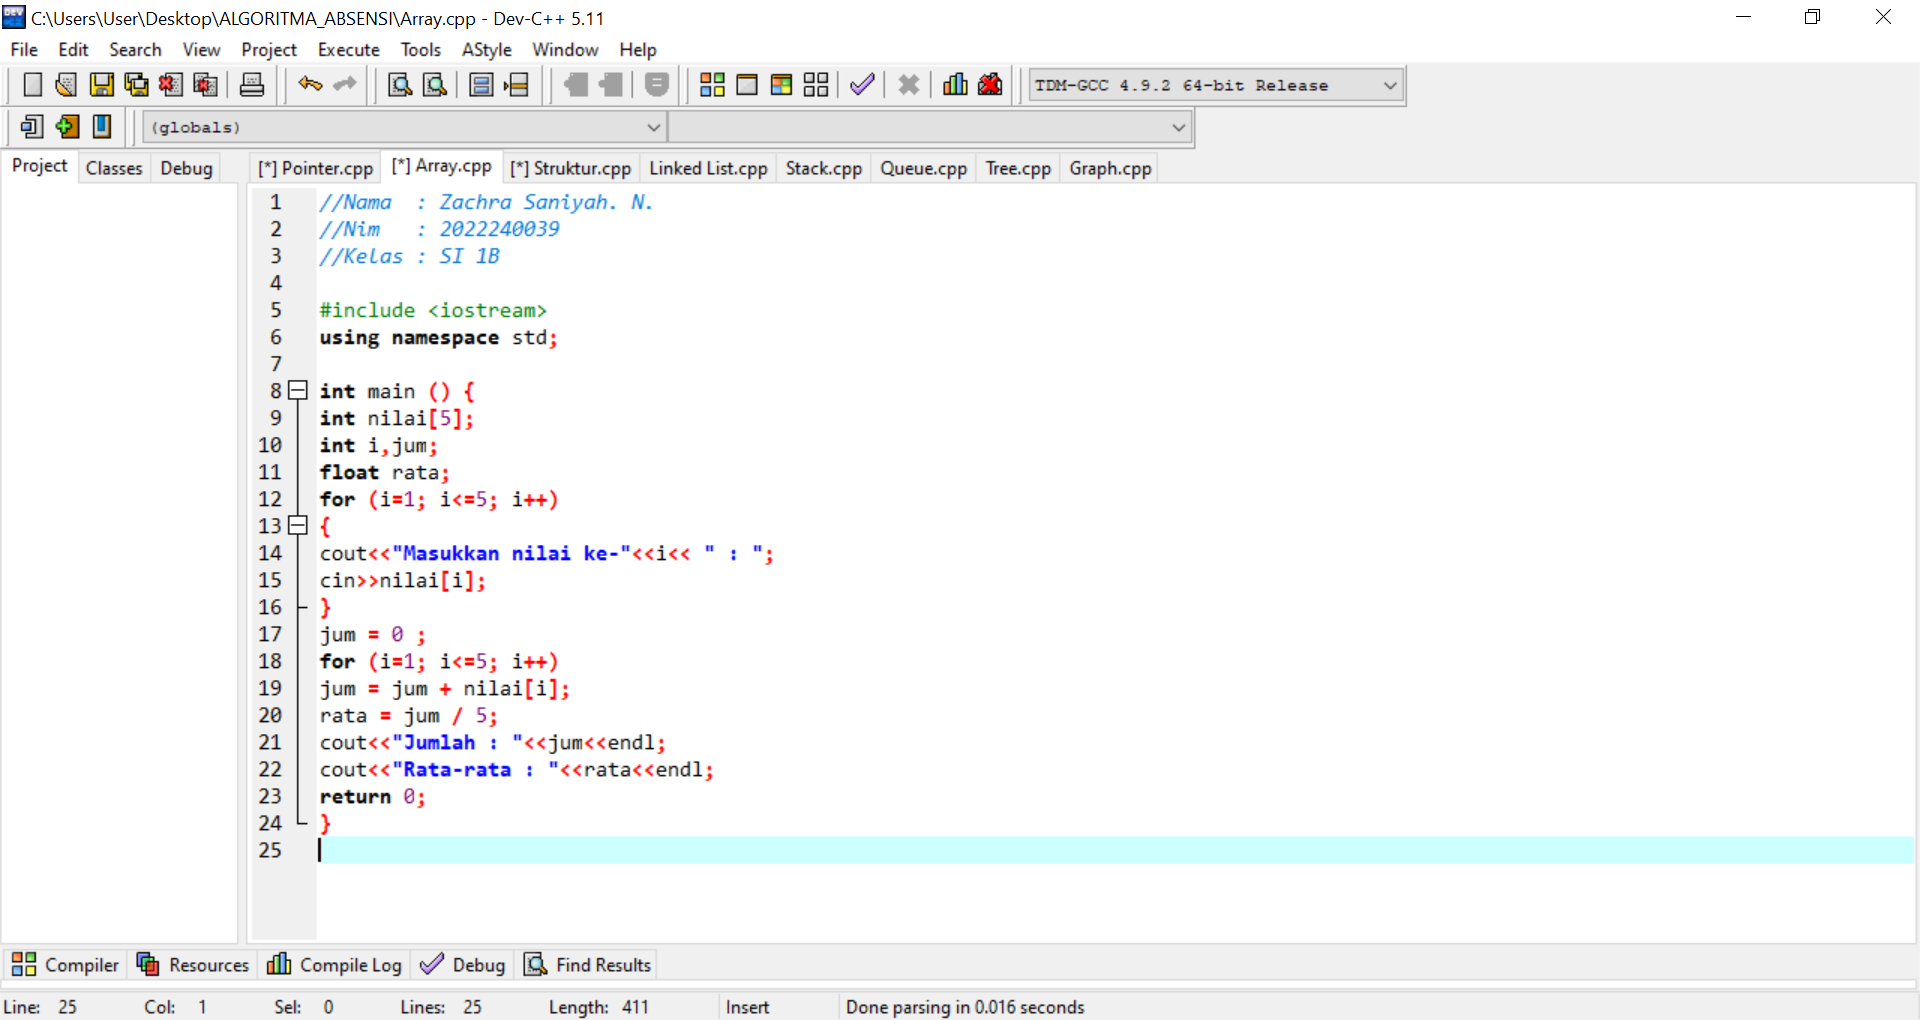 C:\Users\User\Desktop\ALGORITMA_ABSENSI\Array.cpp - Dev-C++ 5.11
File Edit Search View Project Execute Tools AStyle Window Help
TDM-GCC 4.9.2 64-bit Release
(globals)
Project Classes Debug [*] Pointer.cpp [*] Array.cpp [*] Struktur.cpp Linked List.cpp Stack.cpp Queue.cpp Tree.cpp Graph.cpp
1 //Nama  : Zachra Saniyah. N.
2 //Nim   : 2022240039
3 //Kelas : SI 1B
4
5 #include <iostream>
6 using namespace std;
7
8 int main () {
9 int nilai[5];
10 int i,jum;
11 float rata;
12 for (i=1; i<=5; i++)
13 {
14 cout<<"Masukkan nilai ke-"<<i<< " : ";
15 cin>>nilai[i];
16 }
17 jum = 0 ;
18 for (i=1; i<=5; i++)
19 jum = jum + nilai[i];
20 rata = jum / 5;
21 cout<<"Jumlah : "<<jum<<endl;
22 cout<<"Rata-rata : "<<rata<<endl;
23 return 0;
24 }
25
Compiler Resources Compile Log Debug Find Results
Line: 25 Col: 1 Sel: 0 Lines: 25 Length: 411 Insert Done parsing in 0.016 seconds